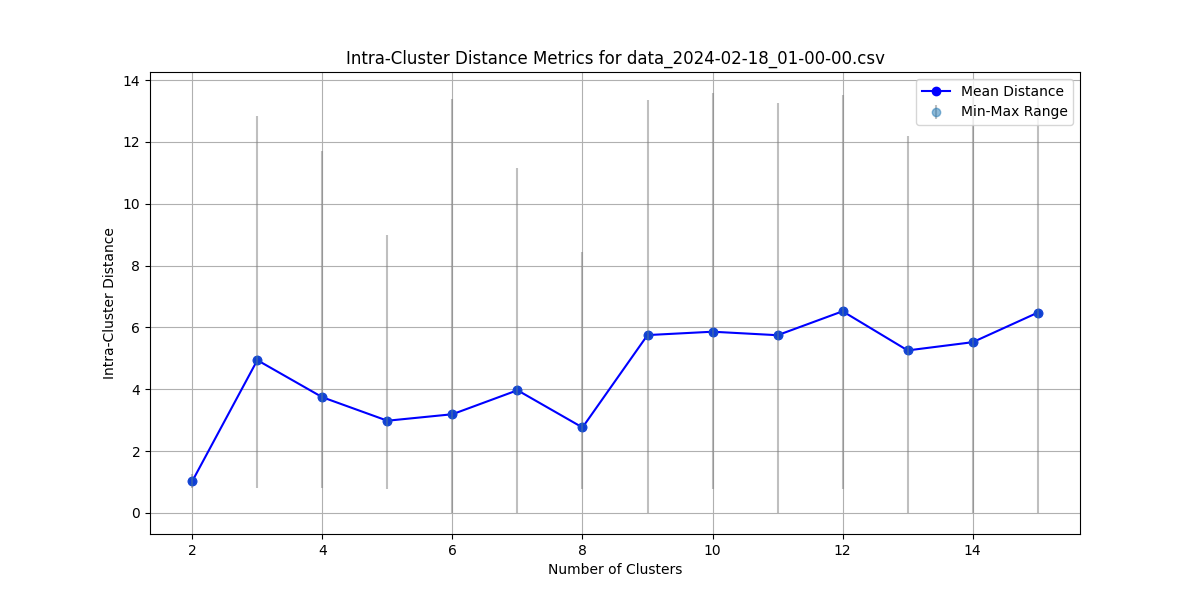 Intra-Cluster Distance Metrics for data_2024-02-18_01-00-00.csv
14
12
10
8
6
4
2
0
Intra-Cluster Distance
Mean Distance
Min-Max Range
2 4 6 8 10 12 14
Number of Clusters